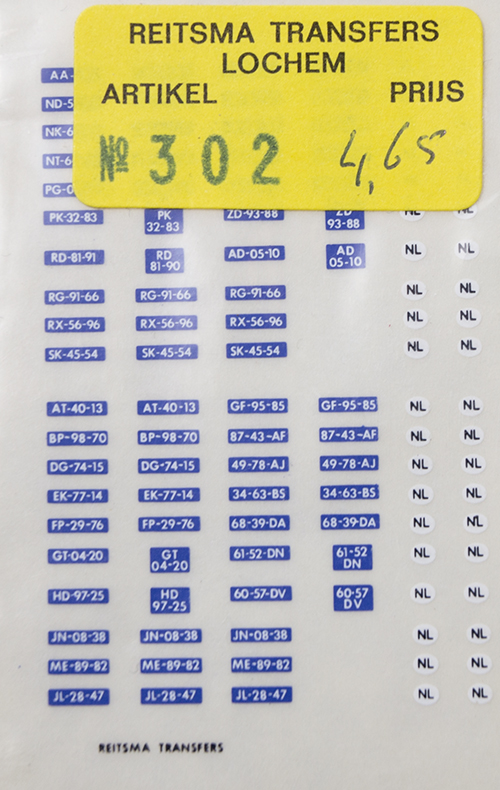 REITSMA TRANSFERS
LOCHEM
ARTIKEL PRIJS
№ 302 4,65
PK-32-83 PK 32-83 ZD-93-88 ZD 93-88 NL NL
RD-81-91 RD 81-90 AD-05-10 AD 05-10 NL NL
RG-91-66 RG-91-66 RG-91-66 NL NL
RX-56-96 RX-56-96 RX-56-96 NL NL
SK-45-54 SK-45-54 SK-45-54 NL NL
AT-40-13 AT-40-13 GF-95-85 GF-95-85 NL NL
BP-98-70 BP-98-70 87-43-AF 87-43-AF NL NL
DG-74-15 DG-74-15 49-78-AJ 49-78-AJ NL NL
EK-77-14 EK-77-14 34-63-BS 34-63-BS NL NL
FP-29-76 FP-29-76 68-39-DA 68-39-DA NL NL
GT-04-20 GT 04-20 61-52-DN 61-52 DN NL NL
HD-97-25 HD 97-25 60-57-DV 60-57 DV NL NL
JN-08-38 JN-08-38 JN-08-38 NL NL
ME-89-82 ME-89-82 ME-89-82 NL NL
JL-28-47 JL-28-47 JL-28-47 NL NL
REITSMA TRANSFERS